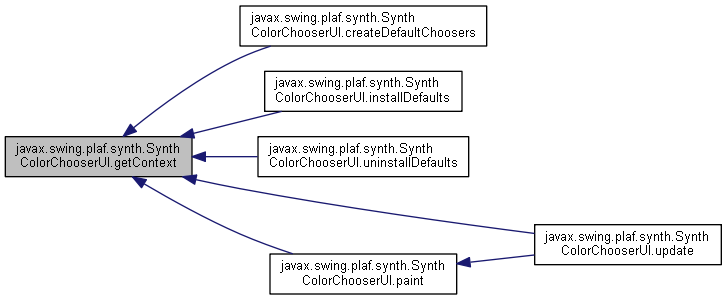 javax.swing.plaf.synth.Synth
ColorChooserUI.createDefaultChoosers
javax.swing.plaf.synth.Synth
ColorChooserUI.installDefaults
javax.swing.plaf.synth.Synth
ColorChooserUI.getContext
javax.swing.plaf.synth.Synth
ColorChooserUI.uninstallDefaults
javax.swing.plaf.synth.Synth
ColorChooserUI.update
javax.swing.plaf.synth.Synth
ColorChooserUI.paint